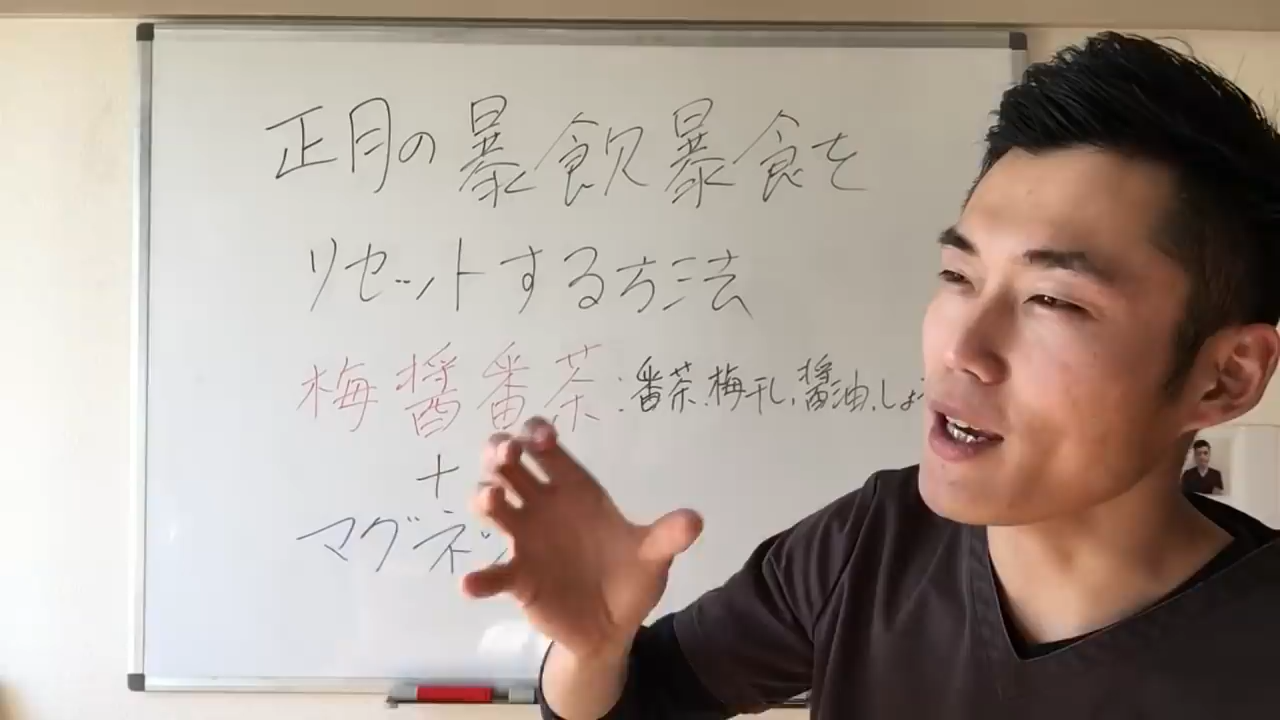 正月の暴飲暴食を
リセットする方法
梅醤番茶:番茶、梅干し、醤油、しょ
+
マグネッ